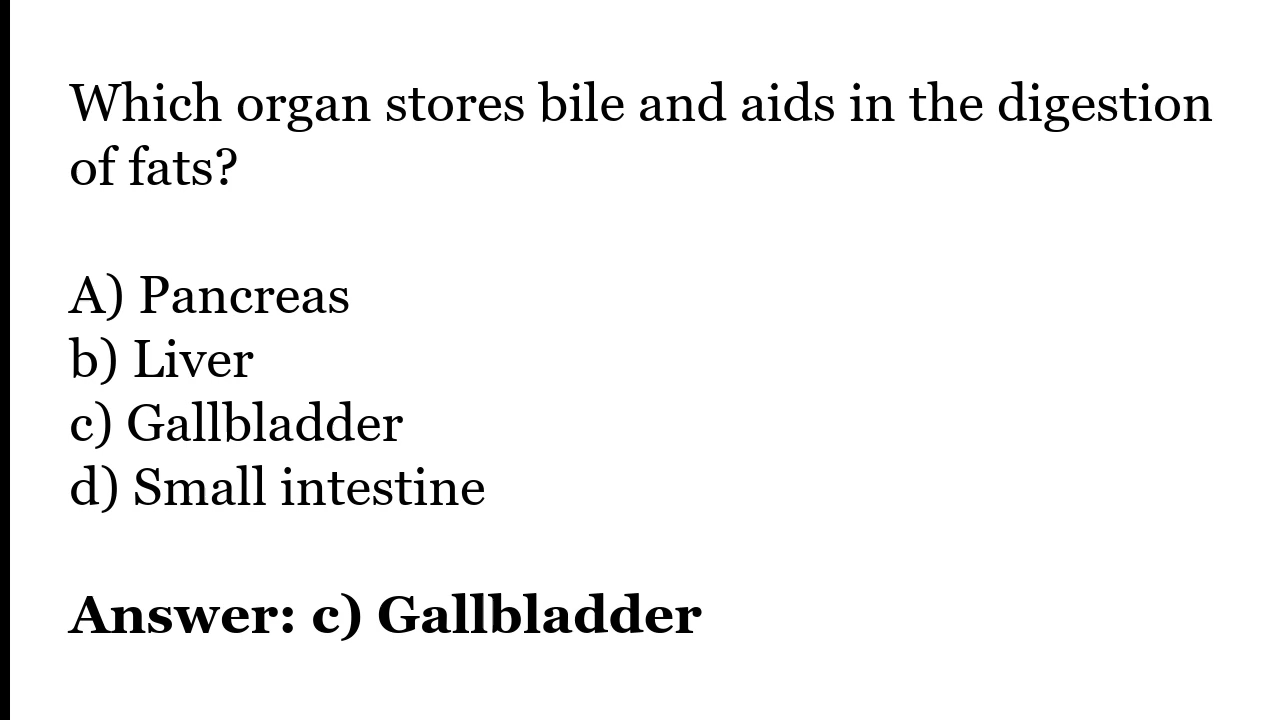 Which organ stores bile and aids in the digestion
of fats?
A) Pancreas
b) Liver
c) Gallbladder
d) Small intestine
Answer: c) Gallbladder